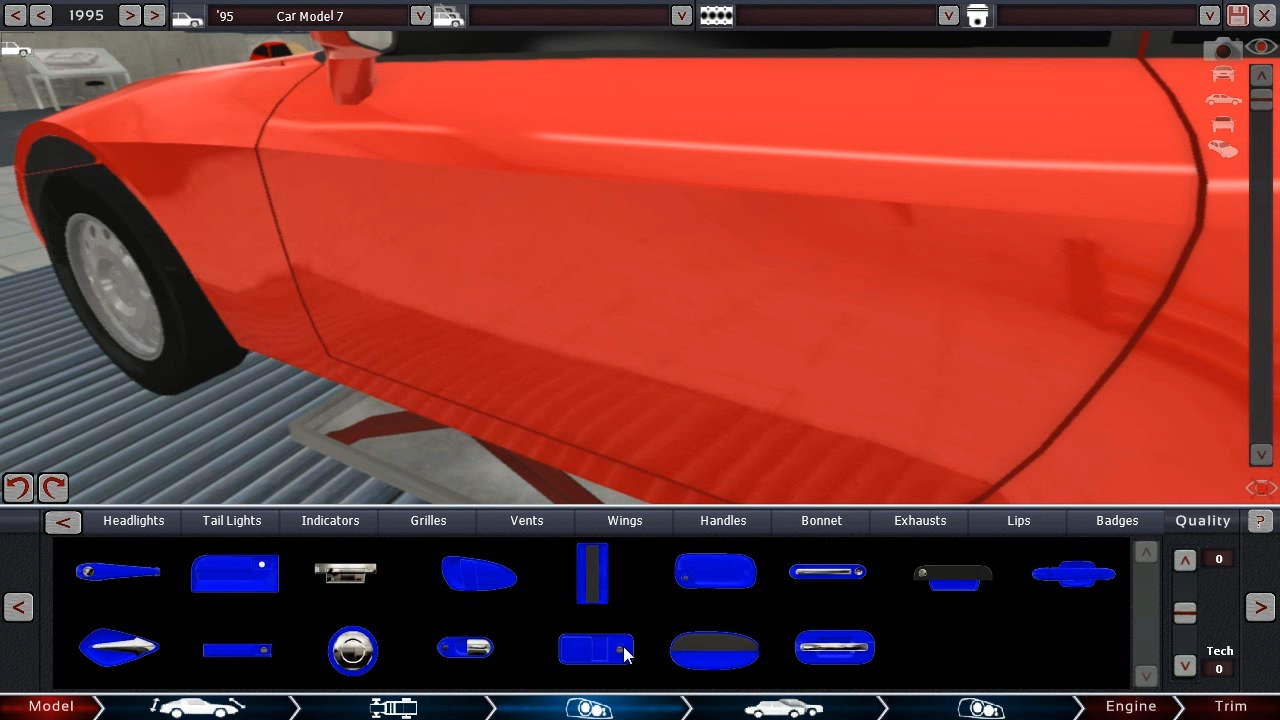 1995
'95 Car Model 7
Headlights Tail Lights Indicators Grilles Vents Wings Handles Bonnet Exhausts Lips Badges Quality ?
0
Tech
0
Model Engine Trim